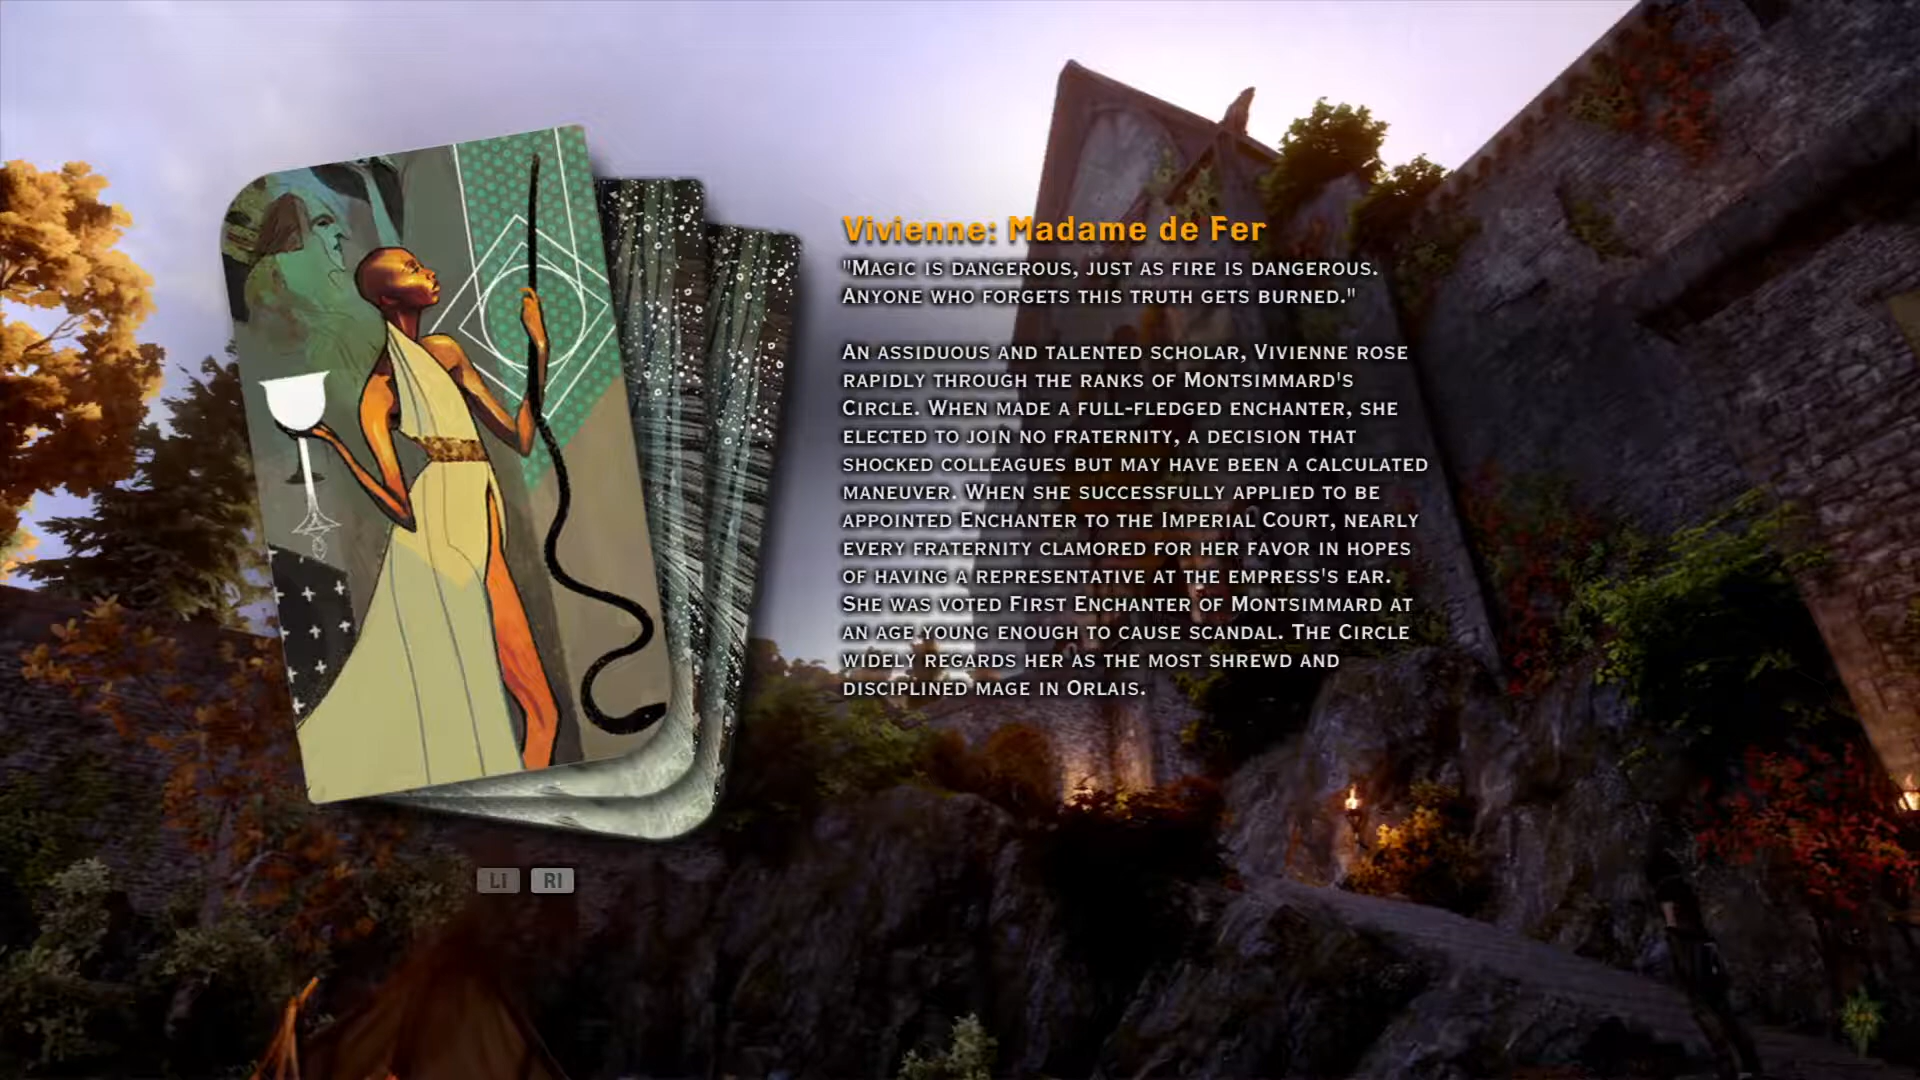 Vivienne: Madame de Fer
"Magic is dangerous, just as fire is dangerous.
Anyone who forgets this truth gets burned."
An assiduous and talented scholar, Vivienne rose
rapidly through the ranks of Montsimmard's
Circle. When made a full-fledged enchanter, she
elected to join no fraternity, a decision that
shocked colleagues but may have been a calculated
maneuver. When she successfully applied to be
appointed Enchanter to the Imperial Court, nearly
every fraternity clamored for her favor in hopes
of having a representative at the empress's ear.
She was voted First Enchanter of Montsimmard at
an age young enough to cause scandal. The Circle
widely regards her as the most shrewd and
disciplined mage in Orlais.
L1 R1